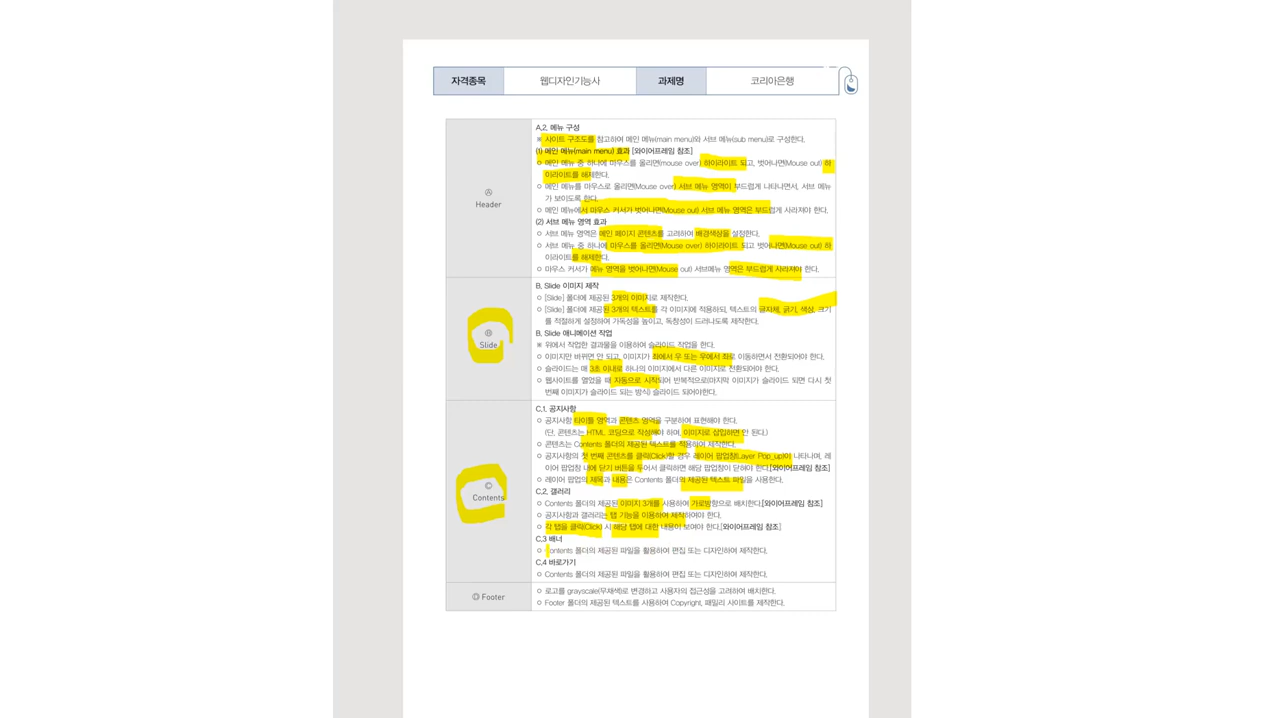 자격종목 웹디자인기능사 과제명 코리아은행
A.2. 메뉴 구성
※ 사이트 구조도를 참고하여 메인 메뉴(main menu)와 서브 메뉴(sub menu)로 구성한다.
(1) 메인 메뉴(main menu) 효과 [와이어프레임 참조]
○ 메인 메뉴 중 하나에 마우스를 올리면(mouse over) 하이라이트 되고, 벗어나면(Mouse out) 하
이라이트를 해제한다.
○ 메인 메뉴를 마우스로 올리면(Mouse over) 서브 메뉴 영역이 부드럽게 나타나면서, 서브 메뉴
가 보이도록 한다.
○ 메인 메뉴에서 마우스 커서가 벗어나면(Mouse out) 서브 메뉴 영역은 부드럽게 사라져야 한다.
(2) 서브 메뉴 영역 효과
○ 서브 메뉴 영역은 메인 페이지 콘텐츠를 고려하여 배경색상을 설정한다.
○ 서브 메뉴 중 하나에 마우스를 올리면(Mouse over) 하이라이트 되고 벗어나면(Mouse out) 하
이라이트를 해제한다.
○ 마우스 커서가 메뉴 영역을 벗어나면(Mouse out) 서브메뉴 영역은 부드럽게 사라져야 한다.
Ⓐ
Header
B. Slide 이미지 제작
○ [Slide] 폴더에 제공된 3개의 이미지로 제작한다.
○ [Slide] 폴더에 제공된 3개의 텍스트를 각 이미지에 적용하되, 텍스트의 글자체, 굵기, 색상, 크기
를 적절하게 설정하여 가독성을 높이고, 독창성이 드러나도록 제작한다.
B. Slide 애니메이션 작업
※ 위에서 작업한 결과물을 이용하여 슬라이드 작업을 한다.
○ 이미지만 바뀌면 안 되고, 이미지가 좌에서 우 또는 우에서 좌로 이동하면서 전환되어야 한다.
○ 슬라이드는 매 3초 이내로 하나의 이미지에서 다른 이미지로 전환되어야 한다.
○ 웹사이트를 열었을 때 자동으로 시작되어 반복적으로(마지막 이미지가 슬라이드 되면 다시 첫
번째 이미지가 슬라이드 되는 방식) 슬라이드 되어야한다.
Ⓑ
Slide
C.1. 공지사항
○ 공지사항 타이틀 영역과 콘텐츠 영역을 구분하여 표현해야 한다.
(단, 콘텐츠는 HTML 코딩으로 작성해야 하며, 이미지로 삽입하면 안 된다.)
○ 콘텐츠는 Contents 폴더의 제공된 텍스트를 적용하여 제작한다.
○ 공지사항의 첫 번째 콘텐츠를 클릭(Click)할 경우 레이어 팝업창(Layer Pop_up)이 나타나며, 레
이어 팝업창 내에 닫기 버튼을 두어서 클릭하면 해당 팝업창이 닫혀야 한다.[와이어프레임 참조]
○ 레이어 팝업의 제목과 내용은 Contents 폴더의 제공된 텍스트 파일을 사용한다.
C.2. 갤러리
○ Contents 폴더의 제공된 이미지 3개를 사용하여 가로방향으로 배치한다.[와이어프레임 참조]
○ 공지사항과 갤러리는 탭 기능을 이용하여 제작하여야 한다.
○ 각 탭을 클릭(Click) 시 해당 탭에 대한 내용이 보여야 한다.[와이어프레임 참조]
C.3 배너
○ Contents 폴더의 제공된 파일을 활용하여 편집 또는 디자인하여 제작한다.
C.4 바로가기
○ Contents 폴더의 제공된 파일을 활용하여 편집 또는 디자인하여 제작한다.
Ⓒ
Contents
Ⓓ Footer
○ 로고를 grayscale(무채색)로 변경하고 사용자의 접근성을 고려하여 배치한다.
○ Footer 폴더의 제공된 텍스트를 사용하여 Copyright, 패밀리 사이트를 제작한다.